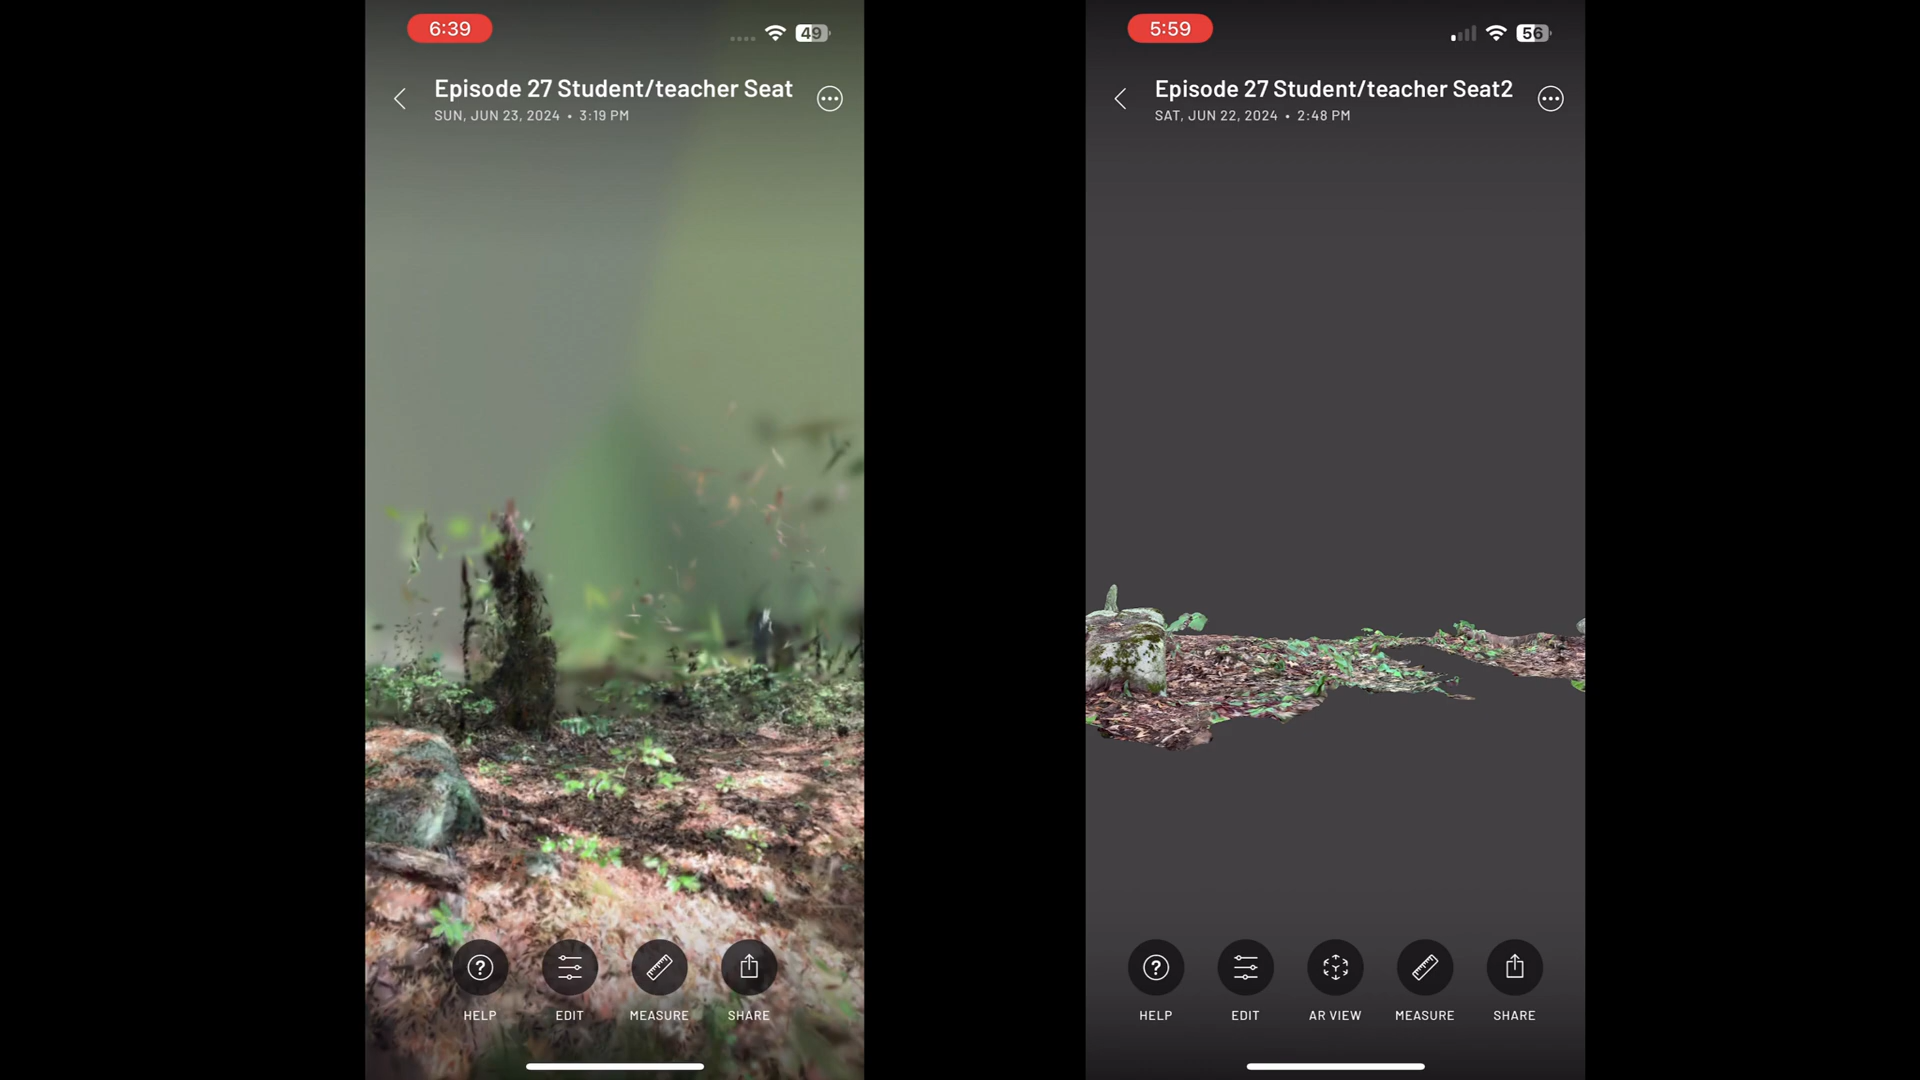 6:39
49
Episode 27 Student/teacher Seat
SUN, JUN 23, 2024 • 3:19 PM
HELP
EDIT
MEASURE
SHARE
5:59
56
Episode 27 Student/teacher Seat2
SAT, JUN 22, 2024 • 2:48 PM
HELP
EDIT
AR VIEW
MEASURE
SHARE